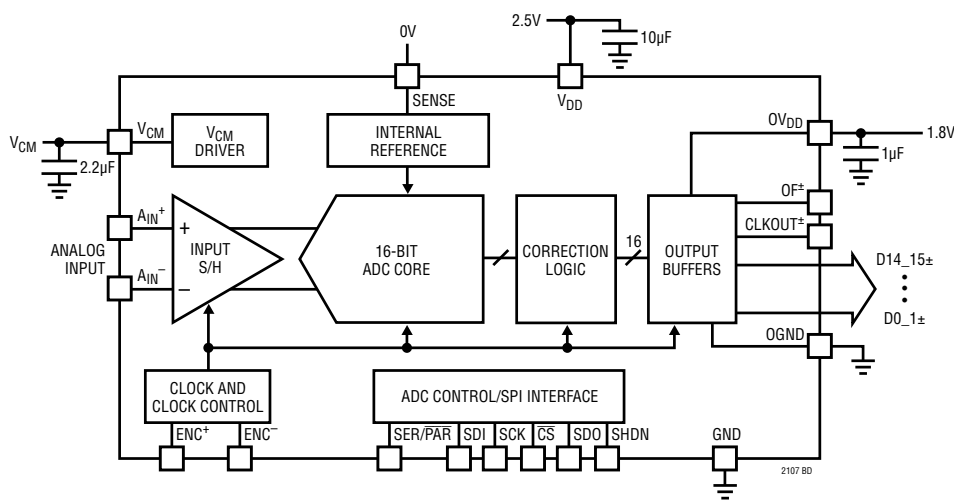 2.5V
10µF
0V
SENSE
V_DD
V_CM
V_CM
2.2µF
V_CM
DRIVER
INTERNAL
REFERENCE
OV_DD
1.8V
1µF
OF±
CLKOUT±
A_IN+
ANALOG
INPUT
A_IN−
+
−
INPUT
S/H
16-BIT
ADC CORE
CORRECTION
LOGIC
16
OUTPUT
BUFFERS
D14_15±
D0_1±
OGND
CLOCK AND
CLOCK CONTROL
ADC CONTROL/SPI INTERFACE
ENC+
ENC−
SER/P̅A̅R̅
SDI
SCK
C̅S̅
SDO
SHDN
GND
2107 BD